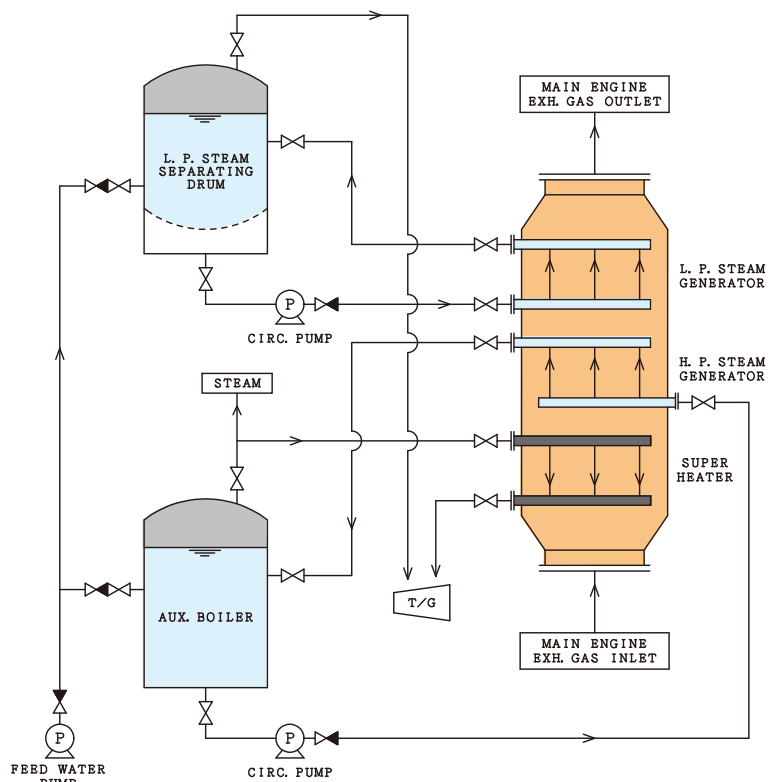 MAIN ENGINE
EXH. GAS OUTLET
L. P. STEAM
SEPARATING
DRUM
L. P. STEAM
GENERATOR
P
CIRC. PUMP
H. P. STEAM
GENERATOR
STEAM
SUPER
HEATER
T/G
AUX. BOILER
MAIN ENGINE
EXH. GAS INLET
P
FEED WATER
PUMP
P
CIRC. PUMP